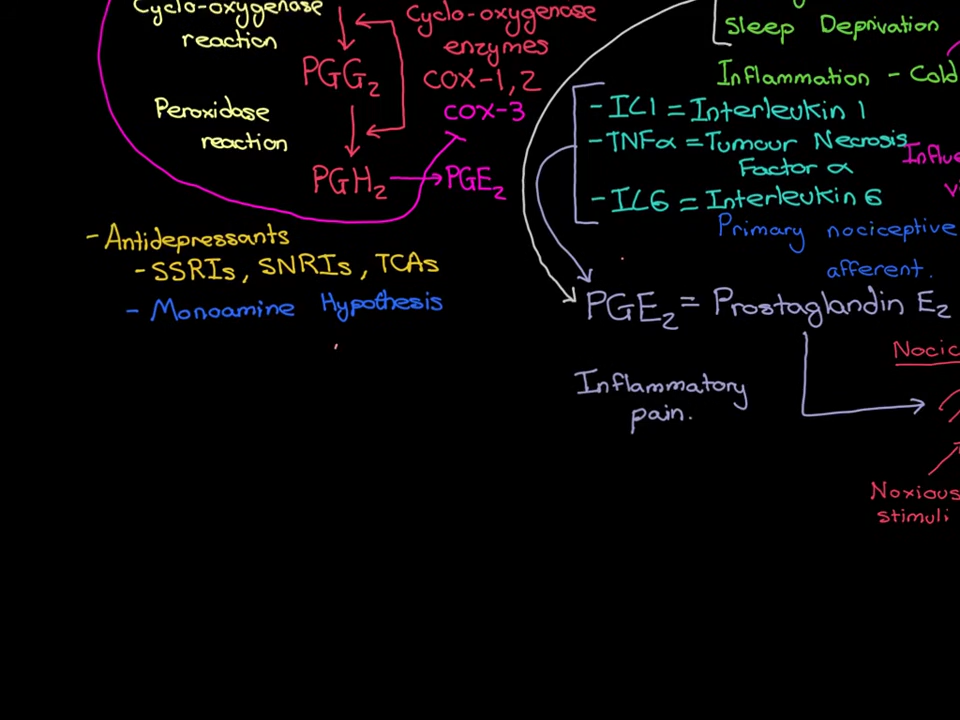 Cyclo-oxygenase
reaction
Cyclo-oxygenase
enzymes
COX-1,2
COX-3
PGG2
Peroxidase
reaction
PGH2
PGE2
- Antidepressants
- SSRIs, SNRIs, TCAs
- Monoamine Hypothesis
Sleep Deprivation
Inflammation - Cold
- IL1 = Interleukin 1
- TNFα = Tumour Necrosis
Factor α
- IL6 = Interleukin 6
Primary nociceptive
afferent.
PGE2 = Prostaglandin E2
Inflammatory
pain.
Nocic
Noxious
stimuli